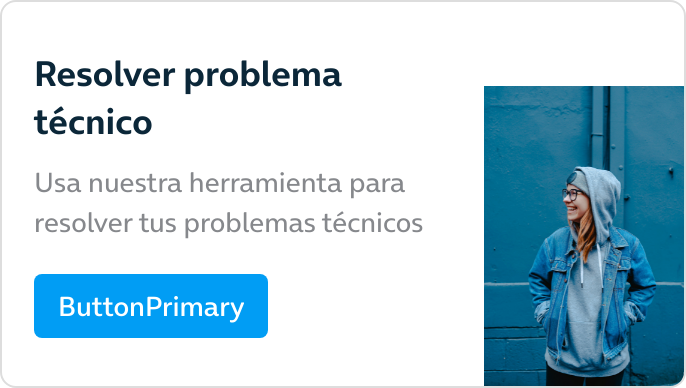 Resolver problema
técnico
Usa nuestra herramienta para
resolver tus problemas técnicos
ButtonPrimary